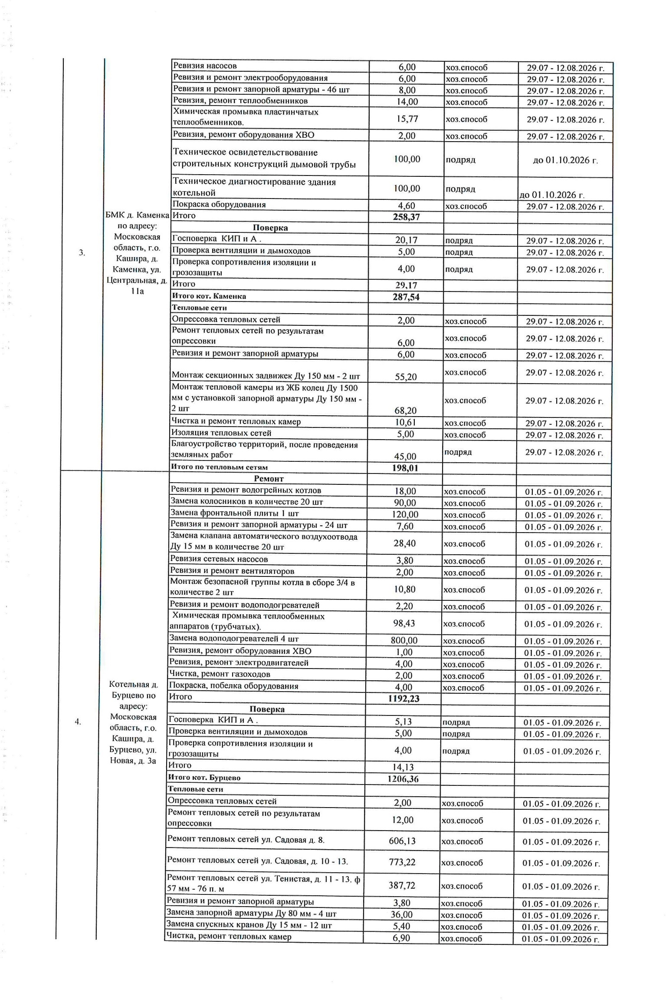 Ревизия насосов 6,00 хоз.способ 29.07 - 12.08.2026 г.
Ревизия и ремонт электрооборудования 6,00 хоз.способ 29.07 - 12.08.2026 г.
Ревизия и ремонт запорной арматуры - 46 шт 8,00 хоз.способ 29.07 - 12.08.2026 г.
Ревизия, ремонт теплообменников 14,00 хоз.способ 29.07 - 12.08.2026 г.
Химическая промывка пластинчатых
теплообменников. 15,77 хоз.способ 29.07 - 12.08.2026 г.
Ревизия, ремонт оборудования ХВО 2,00 хоз.способ 29.07 - 12.08.2026 г.
Техническое освидетельствование
строительных конструкций дымовой трубы 100,00 подряд до 01.10.2026 г.
Техническое диагностирование здания
котельной 100,00 подряд до 01.10.2026 г.
Покраска оборудования 4,60 хоз.способ 29.07 - 12.08.2026 г.
Итого 258,37
3.
БМК д. Каменка
по адресу:
Московская
область, г.о.
Кашира, д.
Каменка, ул.
Центральная, д.
11а
Поверка
Госповерка КИП и А . 20,17 подряд 29.07 - 12.08.2026 г.
Проверка вентиляции и дымоходов 5,00 подряд 29.07 - 12.08.2026 г.
Проверка сопротивления изоляции и
грозозащиты 4,00 подряд 29.07 - 12.08.2026 г.
Итого 29,17
Итого кот. Каменка 287,54
Тепловые сети
Опрессовка тепловых сетей 2,00 хоз.способ 29.07 - 12.08.2026 г.
Ремонт тепловых сетей по результатам
опрессовки 6,00 хоз.способ 29.07 - 12.08.2026 г.
Ревизия и ремонт запорной арматуры 6,00 хоз.способ 29.07 - 12.08.2026 г.
Монтаж секционных задвижек Ду 150 мм - 2 шт 55,20 хоз.способ 29.07 - 12.08.2026 г.
Монтаж тепловой камеры из ЖБ колец Ду 1500
мм с установкой запорной арматуры Ду 150 мм -
2 шт 68,20 хоз.способ 29.07 - 12.08.2026 г.
Чистка и ремонт тепловых камер 10,61 хоз.способ 29.07 - 12.08.2026 г.
Изоляция тепловых сетей 5,00 хоз.способ 29.07 - 12.08.2026 г.
Благоустройство территорий, после проведения
земляных работ 45,00 подряд 29.07 - 12.08.2026 г.
Итого по тепловым сетям 198,01
Ремонт
Ревизия и ремонт водогрейных котлов 18,00 хоз.способ 01.05 - 01.09.2026 г.
Замена колосников в количестве 20 шт 90,00 хоз.способ 01.05 - 01.09.2026 г.
Замена фронтальной плиты 1 шт 120,00 хоз.способ 01.05 - 01.09.2026 г.
Ревизия и ремонт запорной арматуры - 24 шт 7,60 хоз.способ 01.05 - 01.09.2026 г.
Замена клапана автоматического воздухоотвода
Ду 15 мм в количестве 20 шт 28,40 хоз.способ 01.05 - 01.09.2026 г.
Ревизия сетевых насосов 3,80 хоз.способ 01.05 - 01.09.2026 г.
Ревизия и ремонт вентиляторов 2,00 хоз.способ 01.05 - 01.09.2026 г.
Монтаж безопасной группы котла в сборе 3/4 в
количестве 2 шт 10,80 хоз.способ 01.05 - 01.09.2026 г.
Ревизия и ремонт водоподогревателей 2,20 хоз.способ 01.05 - 01.09.2026 г.
Химическая промывка теплообменных
аппаратов (трубчатых). 98,43 хоз.способ 01.05 - 01.09.2026 г.
Замена водоподогревателей 4 шт 800,00 хоз.способ 01.05 - 01.09.2026 г.
Ревизия, ремонт оборудования ХВО 1,00 хоз.способ 01.05 - 01.09.2026 г.
Ревизия, ремонт электродвигателей 4,00 хоз.способ 01.05 - 01.09.2026 г.
Чистка, ремонт газоходов 2,00 хоз.способ 01.05 - 01.09.2026 г.
Покраска, побелка оборудования 4,00 хоз.способ 01.05 - 01.09.2026 г.
Итого 1192,23
4.
Котельная д.
Бурцево по
адресу:
Московская
область, г.о.
Кашира, д.
Бурцево, ул.
Новая, д. 3а
Поверка
Госповерка КИП и А . 5,13 подряд 01.05 - 01.09.2026 г.
Проверка вентиляции и дымоходов 5,00 подряд 01.05 - 01.09.2026 г.
Проверка сопротивления изоляции и
грозозащиты 4,00 подряд 01.05 - 01.09.2026 г.
Итого 14,13
Итого кот. Бурцево 1206,36
Тепловые сети
Опрессовка тепловых сетей 2,00 хоз.способ 01.05 - 01.09.2026 г.
Ремонт тепловых сетей по результатам
опрессовки 12,00 хоз.способ 01.05 - 01.09.2026 г.
Ремонт тепловых сетей ул. Садовая д. 8. 606,13 хоз.способ 01.05 - 01.09.2026 г.
Ремонт тепловых сетей ул. Садовая, д. 10 - 13. 773,22 хоз.способ 01.05 - 01.09.2026 г.
Ремонт тепловых сетей ул. Тенистая, д. 11 - 13. ф
57 мм - 76 п. м 387,72 хоз.способ 01.05 - 01.09.2026 г.
Ревизия и ремонт запорной арматуры 3,80 хоз.способ 01.05 - 01.09.2026 г.
Замена запорной арматуры Ду 80 мм - 4 шт 36,00 хоз.способ 01.05 - 01.09.2026 г.
Замена спускных кранов Ду 15 мм - 12 шт 5,40 хоз.способ 01.05 - 01.09.2026 г.
Чистка, ремонт тепловых камер 6,90 хоз.способ 01.05 - 01.09.2026 г.